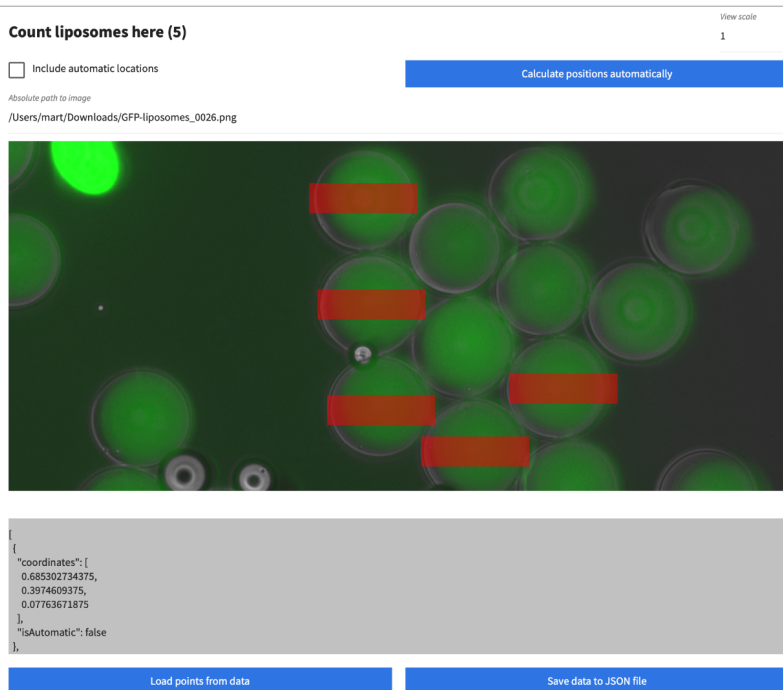 Count liposomes here (5)
View scale
1
Include automatic locations
Calculate positions automatically
Absolute path to image
/Users/mart/Downloads/GFP-liposomes_0026.png
[
{
"coordinates": [
0.685302734375,
0.3974609375,
0.07763671875
],
"isAutomatic": false
},
Load points from data
Save data to JSON file